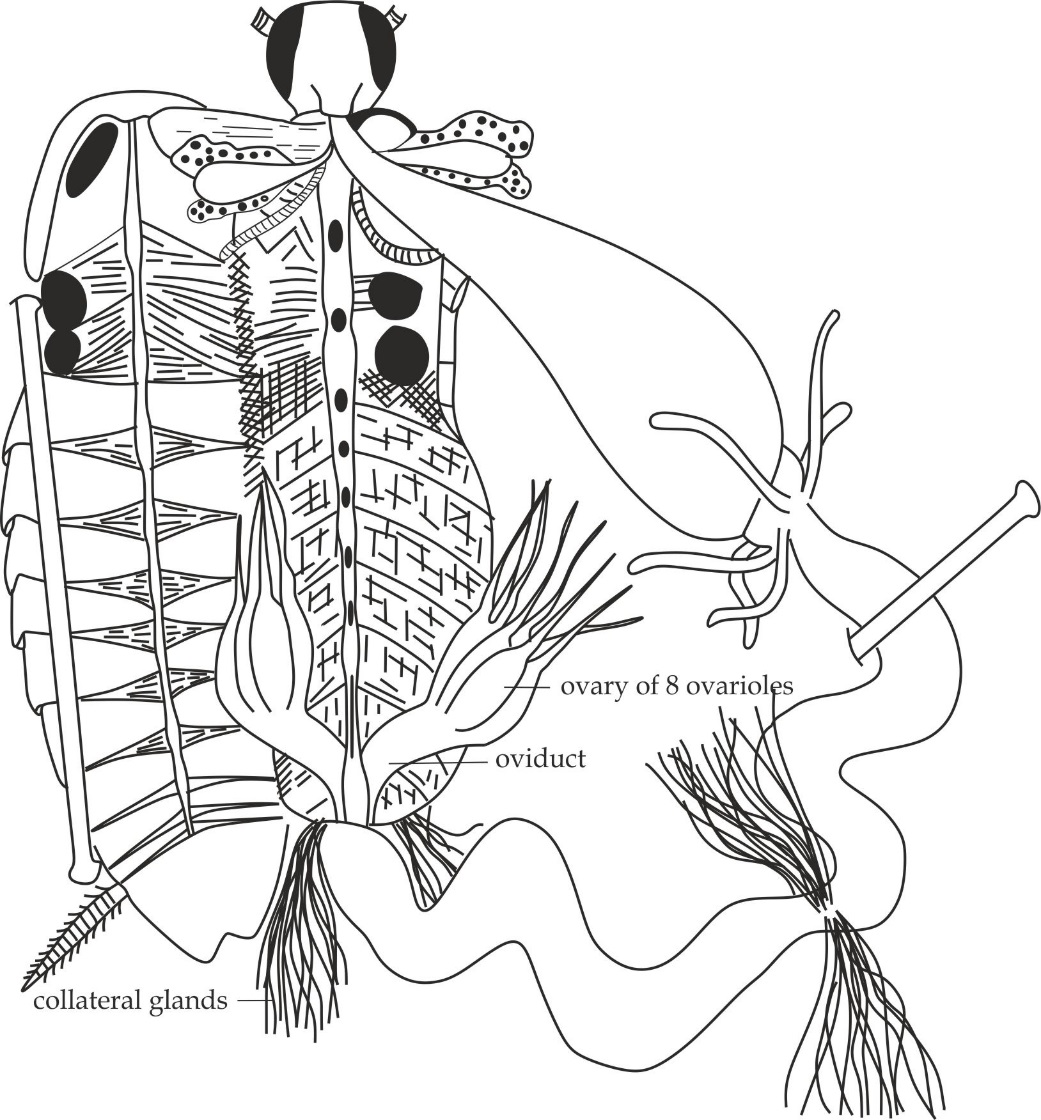 ovary of 8 ovarioles
oviduct
collateral glands